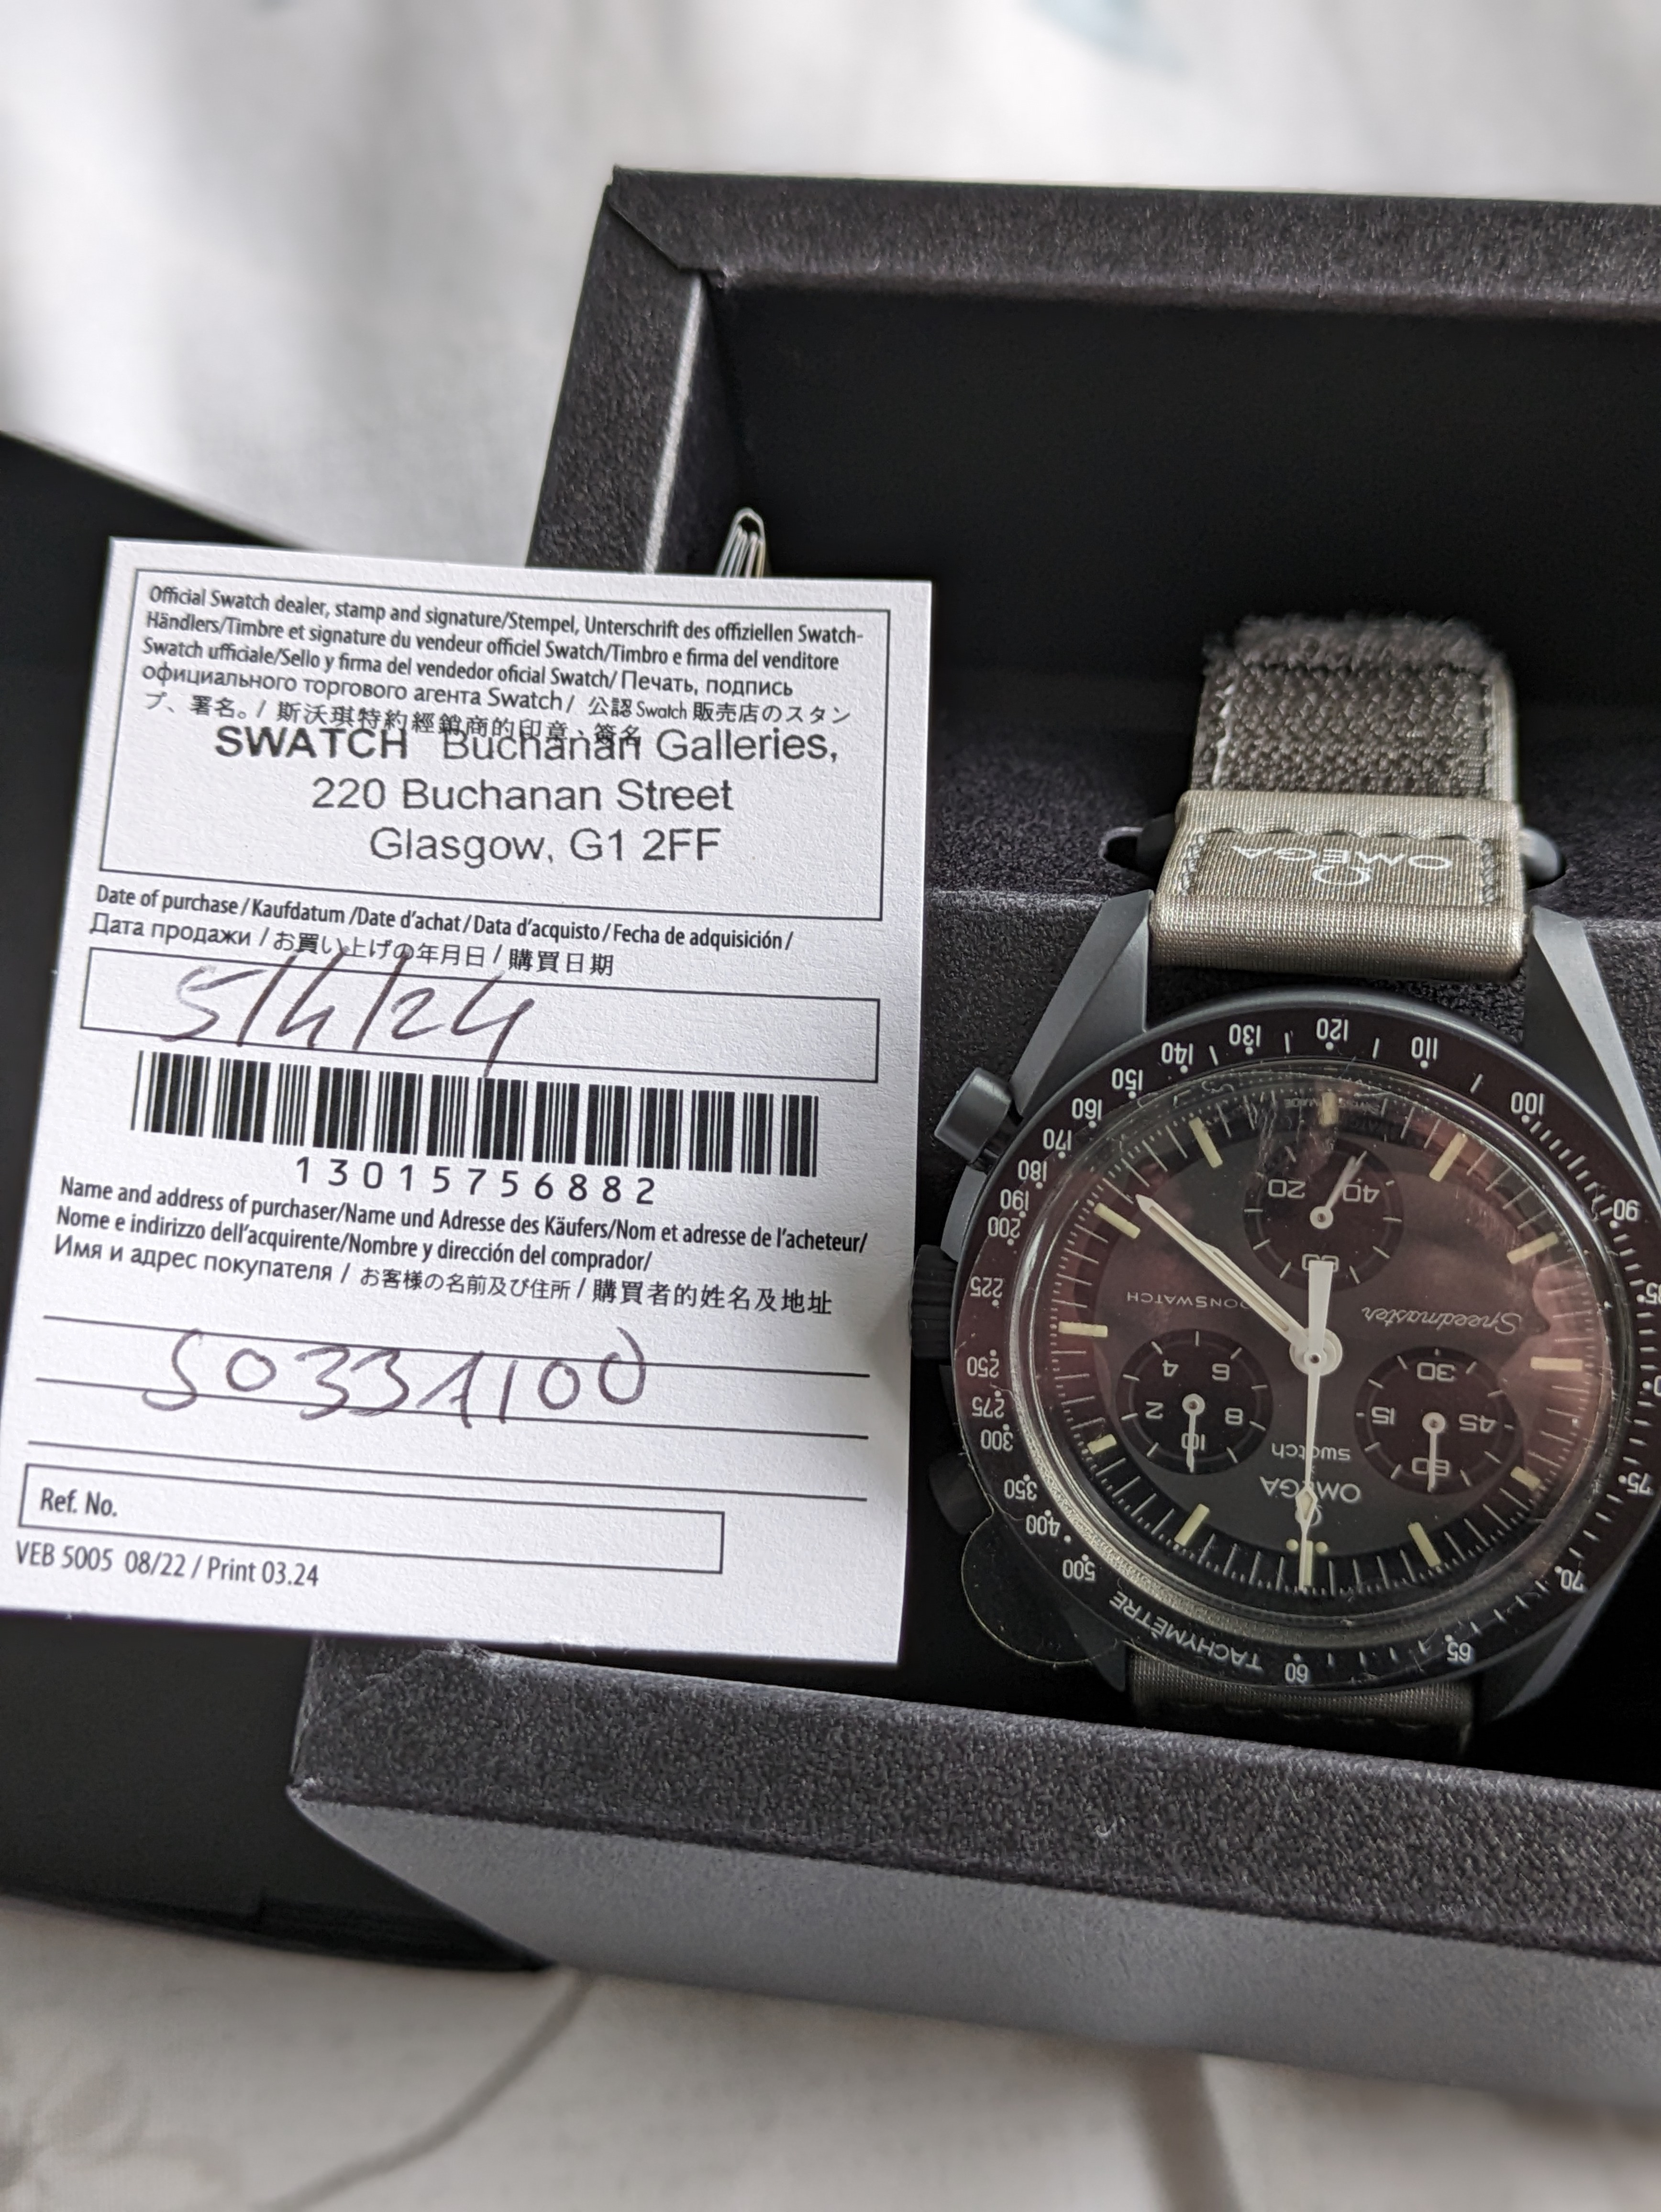 Official Swatch dealer, stamp and signature/Stempel, Unterschrift des offiziellen Swatch-
Händlers/Timbre et signature du vendeur officiel Swatch/Timbro e firma del venditore
Swatch ufficiale/Sello y firma del vendedor oficial Swatch/ Печать, подпись
официального торгового агента Swatch / 公認 Swatch 販売店のスタン
プ、署名。/ 斯沃琪特約經銷商的印章、簽名
SWATCH Buchanan Galleries,
220 Buchanan Street
Glasgow, G1 2FF
Date of purchase / Kaufdatum / Date d'achat / Data d'acquisto / Fecha de adquisición /
Дата продажи / お買い上げの年月日 / 購買日期
5/4/24
13015756882
Name and address of purchaser/Name und Adresse des Käufers/Nom et adresse de l'acheteur/
Nome e indirizzo dell'acquirente/Nombre y dirección del comprador/
Имя и адрес покупателя / お客様の名前及び住所 / 購買者的姓名及地址
SO33A100
Ref. No.
VEB 5005 08/22 / Print 03.24
Ω
OMEGA
TACHYMÈTRE
500
400
350
300
275
250
225
200
190
180
170
160
150
140
130
120
110
100
90
85
75
70
65
60
Ω
OMEGA
swatch
60
45
15
30
10
8
2
6
4
Speedmaster
60
40
20